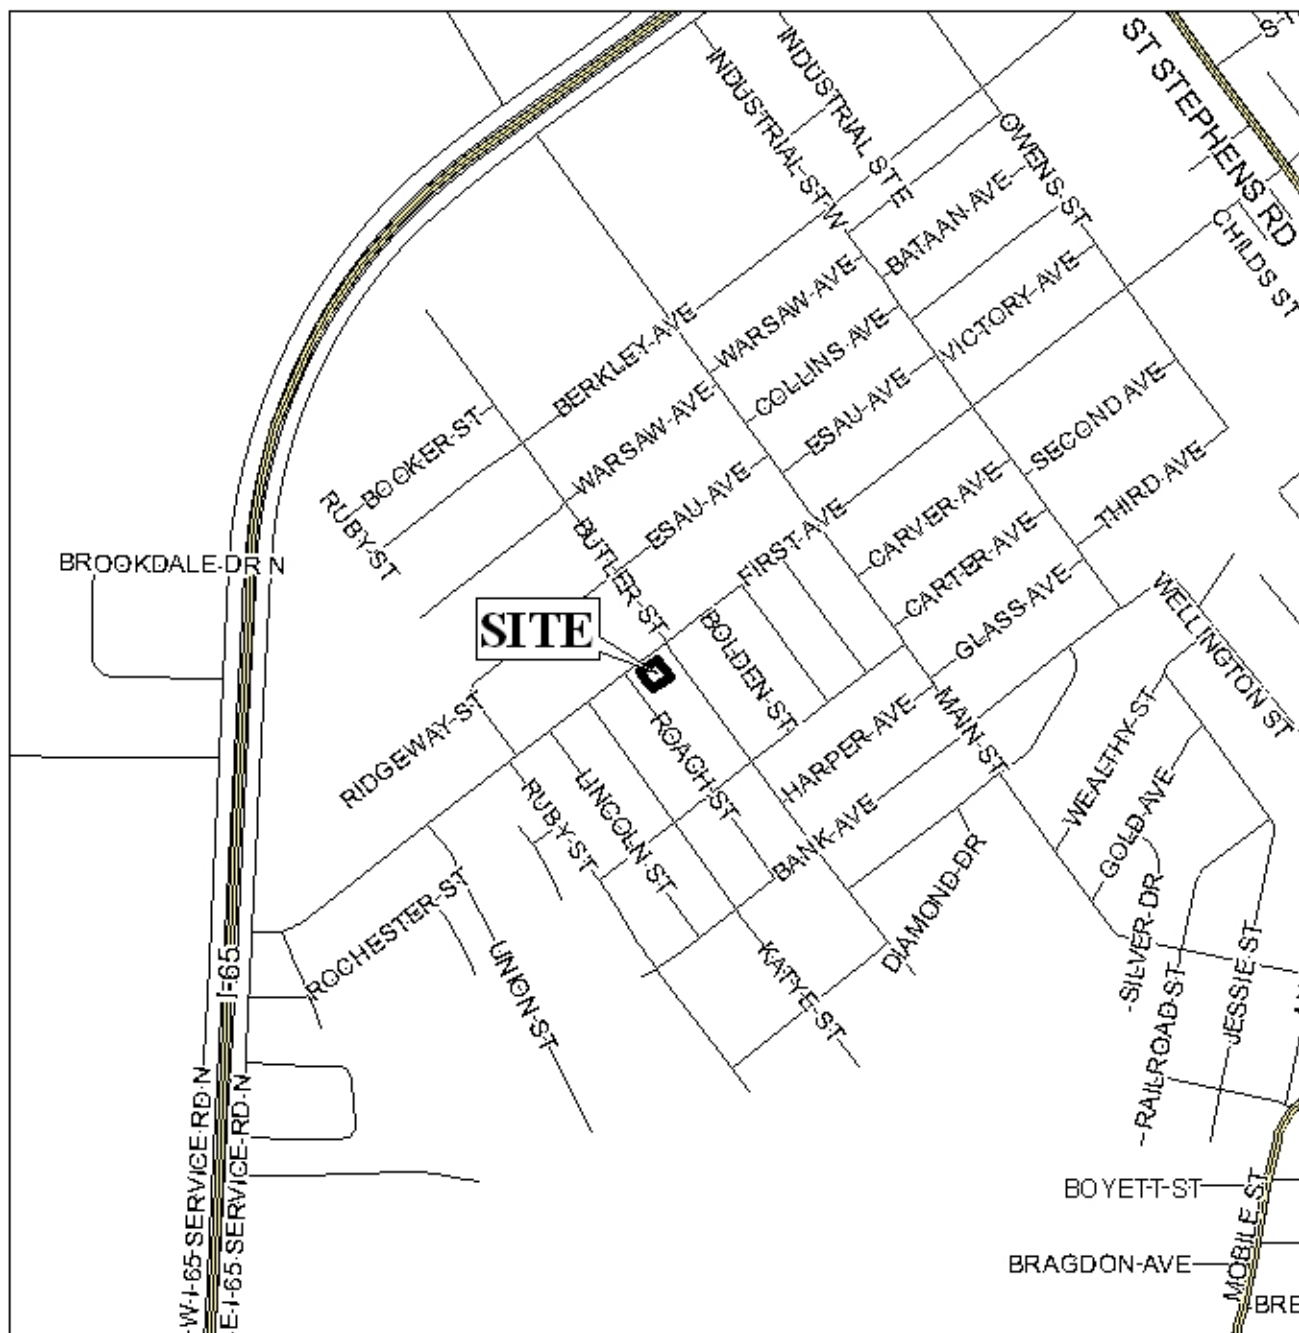 INDUSTRIAL ST E
ST STEPHENS RD
INDUSTRIAL ST W
OWENS ST
BATAAN AVE
CHILDS ST
WARSAW AVE
VICTORY AVE
BERKLEY AVE
COLLINS AVE
ESAU AVE
SECOND AVE
BOOKER ST
WARSAW AVE
THIRD AVE
RUBY ST
ESAU AVE
CARVER AVE
FIRST AVE
BUTLER ST
CARTER AVE
BROOKDALE DR N
GLASS AVE
WELLINGTON ST
SITE
BOLDEN ST
RIDGEWAY ST
ROACH ST
MAIN ST
HARPER AVE
WEALTHY ST
LINCOLN ST
RUBY ST
GOLD AVE
BANK AVE
DIAMOND DR
SILVER DR
ROCHESTER ST
UNION ST
KATYE ST
I-65
JESSIE ST
RAILROAD ST
W I-65 SERVICE RD N
E I-65 SERVICE RD N
BOYETT ST
MOBILE ST
BRAGDON AVE
BRE